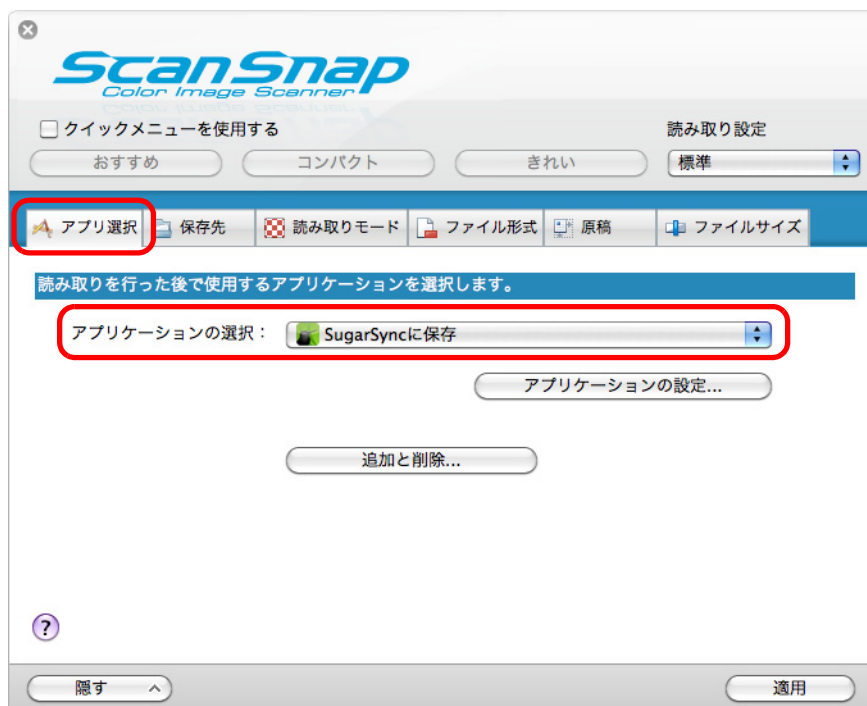 ScanSnap
Color Image Scanner
クイックメニューを使用する
読み取り設定
おすすめ
コンパクト
きれい
標準
アプリ選択
保存先
読み取りモード
ファイル形式
原稿
ファイルサイズ
読み取りを行った後で使用するアプリケーションを選択します。
アプリケーションの選択：
SugarSyncに保存
アプリケーションの設定...
追加と削除...
?
隠す
適用